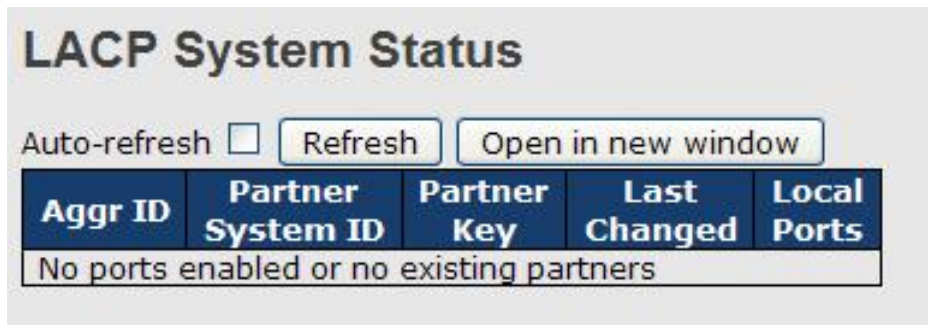 LACP System Status
Auto-refresh Refresh Open in new window
Aggr ID Partner System ID Partner Key Last Changed Local Ports
No ports enabled or no existing partners